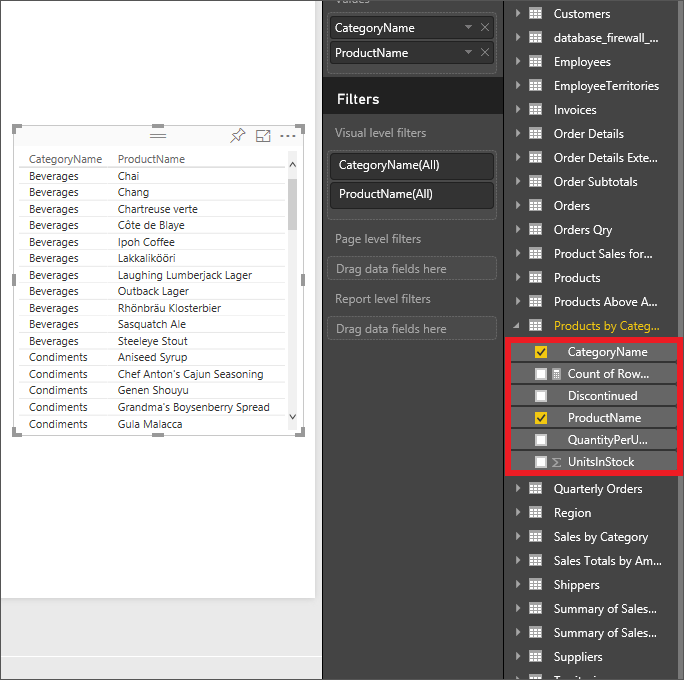 CategoryName ProductName
Beverages Chai
Beverages Chang
Beverages Chartreuse verte
Beverages Côte de Blaye
Beverages Ipoh Coffee
Beverages Lakkalikööri
Beverages Laughing Lumberjack Lager
Beverages Outback Lager
Beverages Rhönbräu Klosterbier
Beverages Sasquatch Ale
Beverages Steeleye Stout
Condiments Aniseed Syrup
Condiments Chef Anton's Cajun Seasoning
Condiments Genen Shouyu
Condiments Grandma's Boysenberry Spread
Condiments Gula Malacca
Values
CategoryName
ProductName
Filters
Visual level filters
CategoryName(All)
ProductName(All)
Page level filters
Drag data fields here
Report level filters
Drag data fields here
Customers
database_firewall_...
Employees
EmployeeTerritories
Invoices
Order Details
Order Details Exte...
Order Subtotals
Orders
Orders Qry
Product Sales for...
Products
Products Above A...
Products by Categ...
CategoryName
Count of Row...
Discontinued
ProductName
QuantityPerU...
UnitsInStock
Quarterly Orders
Region
Sales by Category
Sales Totals by Am...
Shippers
Summary of Sales...
Summary of Sales...
Suppliers